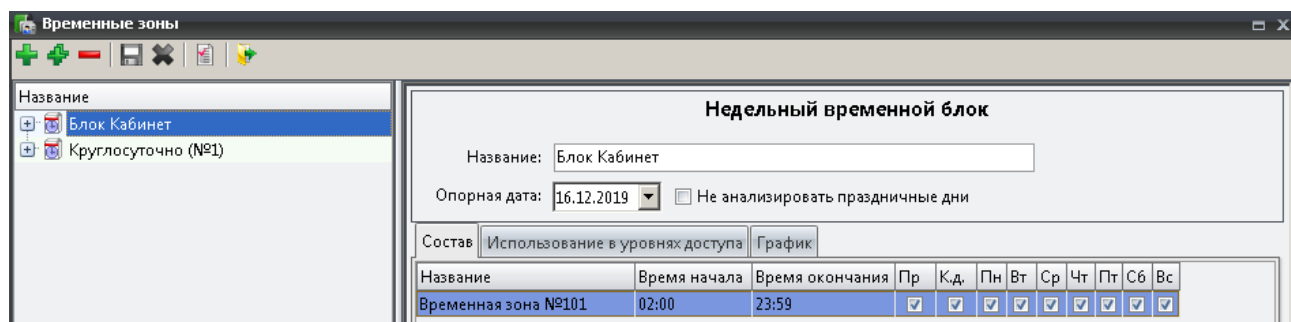 Временные зоны
Название
Блок Кабинет
Круглосуточно (№1)
Недельный временной блок
Название: Блок Кабинет
Опорная дата: 16.12.2019 Не анализировать праздничные дни
Состав Использование в уровнях доступа График
Название Время начала Время окончания Пр К.д. Пн Вт Ср Чт Пт Сб Вс
Временная зона №101 02:00 23:59